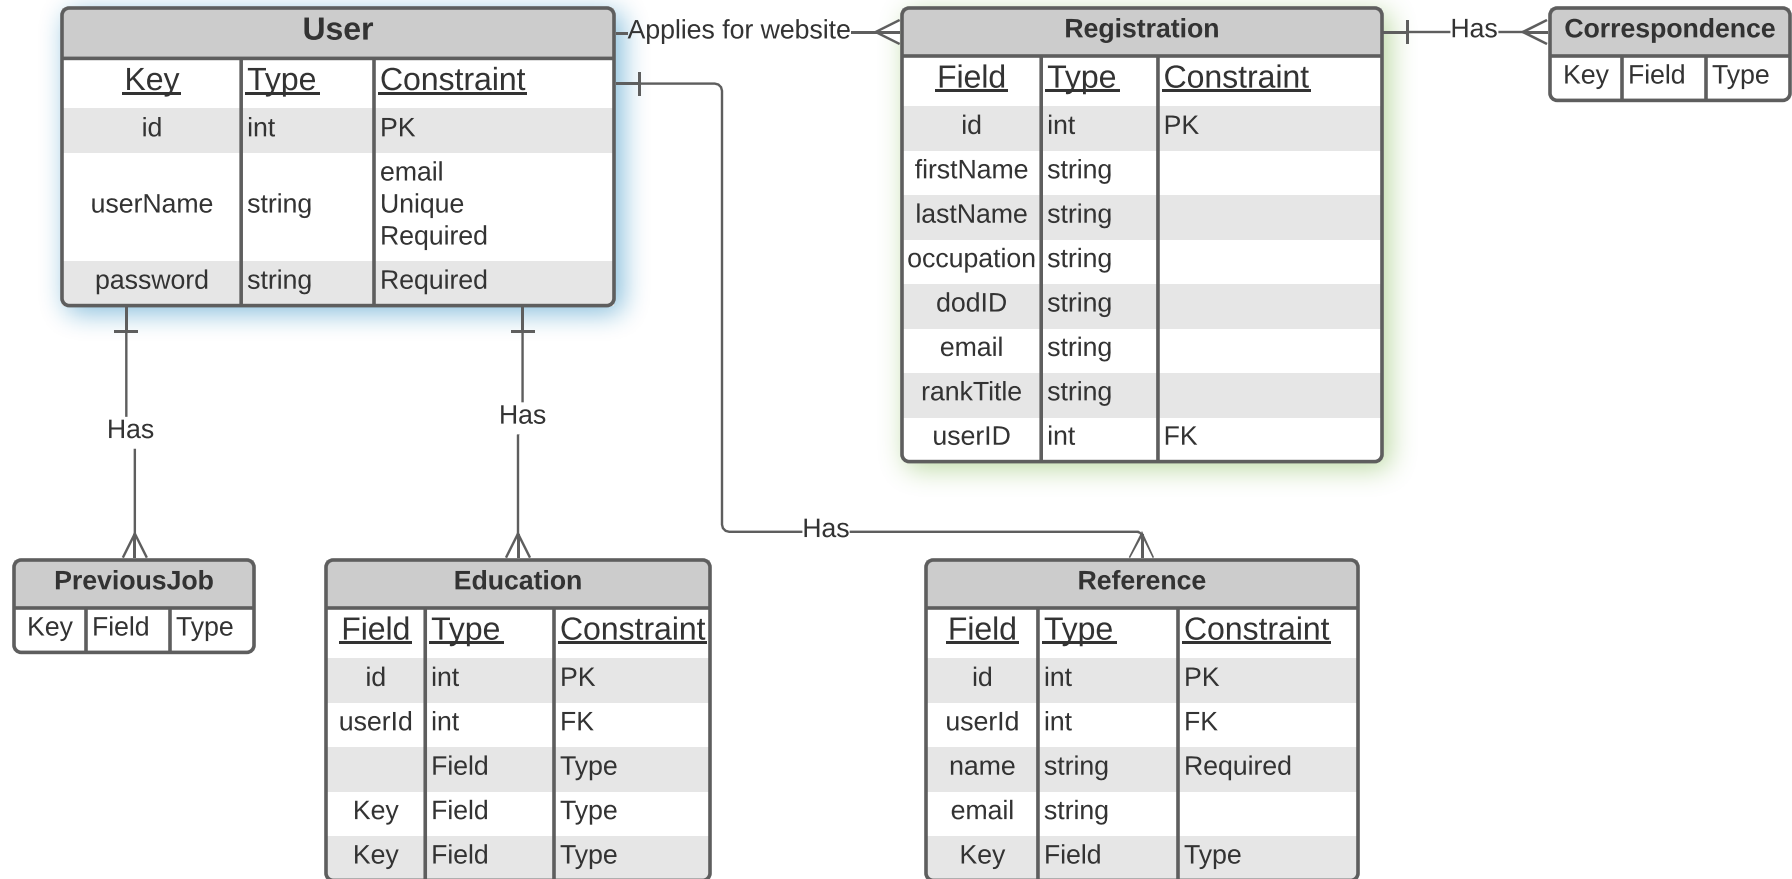 User
Key Type Constraint
id int PK
userName string email
Unique
Required
password string Required
Applies for website
Registration
Field Type Constraint
id int PK
firstName string
lastName string
occupation string
dodID string
email string
rankTitle string
userID int FK
Has
Correspondence
Key Field Type
Has
Has
Has
PreviousJob
Key Field Type
Education
Field Type Constraint
id int PK
userId int FK
Field Type
Key Field Type
Key Field Type
Reference
Field Type Constraint
id int PK
userId int FK
name string Required
email string
Key Field Type